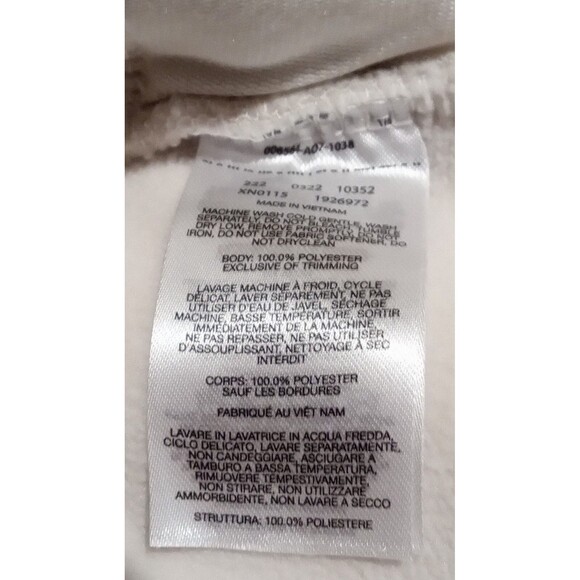 006564-A07-1038
222 0322 10352
XN0115 1926972
MADE IN VIETNAM
MACHINE WASH COLD GENTLE, WASH
SEPARATELY, DO NOT BLEACH, TUMBLE
DRY LOW, REMOVE PROMPTLY, DO NOT
IRON, DO NOT USE FABRIC SOFTENER, DO
NOT DRYCLEAN
BODY: 100.0% POLYESTER
EXCLUSIVE OF TRIMMING
LAVAGE MACHINE À FROID, CYCLE
DÉLICAT, LAVER SÉPARÉMENT, NE PAS
UTILISER D'EAU DE JAVEL, SÉCHAGE
MACHINE, BASSE TEMPÉRATURE, SORTIR
IMMÉDIATEMENT DE LA MACHINE,
NE PAS REPASSER, NE PAS UTILISER
D'ASSOUPLISSANT, NETTOYAGE À SEC
INTERDIT
CORPS: 100.0% POLYESTER
SAUF LES BORDURES
FABRIQUÉ AU VIÊT NAM
LAVARE IN LAVATRICE IN ACQUA FREDDA,
CICLO DELICATO, LAVARE SEPARATAMENTE,
NON CANDEGGIARE, ASCIUGARE A
TAMBURO A BASSA TEMPERATURA,
RIMUOVERE TEMPESTIVAMENTE,
NON STIRARE, NON UTILIZZARE
AMMORBIDENTE, NON LAVARE A SECCO
STRUTTURA: 100.0% POLIESTERE